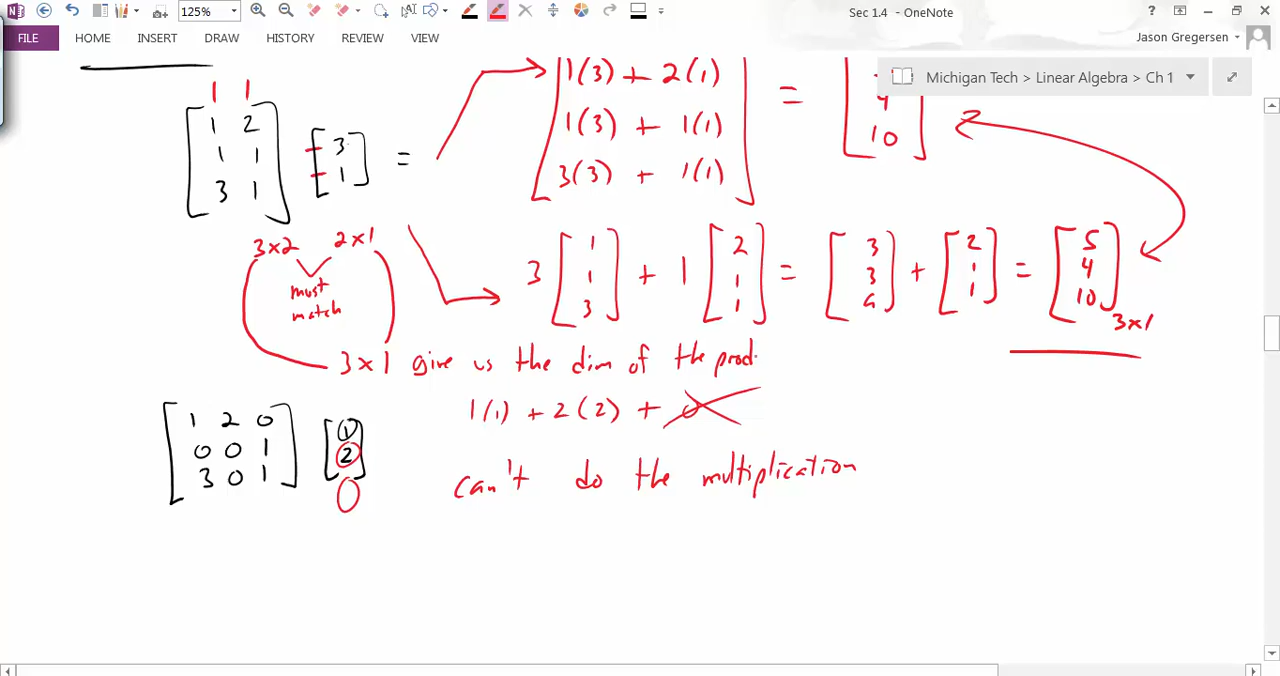 125%
Sec 1.4 - OneNote
FILE HOME INSERT DRAW HISTORY REVIEW VIEW
Jason Gregersen
Michigan Tech > Linear Algebra > Ch 1
1 1
1 2
1 1
3 1
3
1
=
1(3) + 2(1)
1(3) + 1(1)
3(3) + 1(1)
=
4
10
3x2 2x1
must
match
3 [1 1 3] + 1 [2 1 1] = [3 3 9] + [2 1 1] = [5 4 10] 3x1
3x1 give us the dim of the prod.
1 2 0
0 0 1
3 0 1
1
2
1(1) + 2(2) +
can't do the multiplication